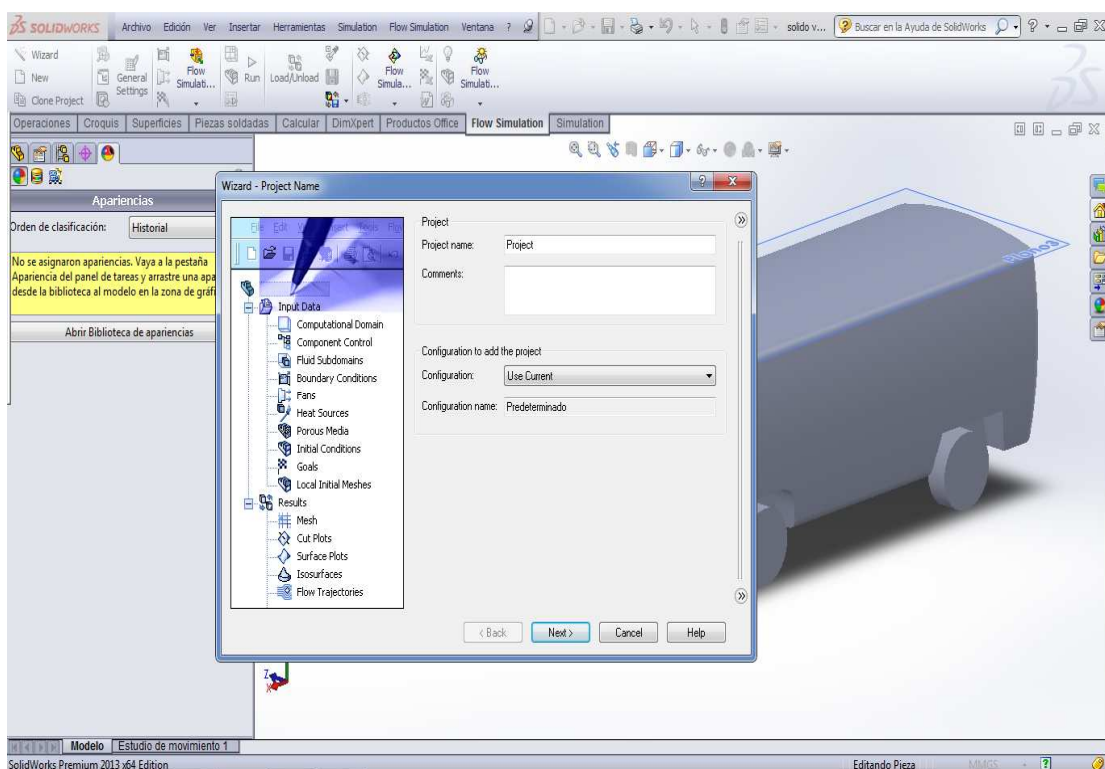 SOLIDWORKS Archivo Edición Ver Insertar Herramientas Simulation Flow Simulation Ventana ? solido v... Buscar en la Ayuda de SolidWorks
Wizard
New
Clone Project
General Settings
Flow Simulati...
Run
Load/Unload
Flow Simula...
Flow Simulati...
Operaciones Croquis Superficies Piezas soldadas Calcular DimXpert Productos Office Flow Simulation Simulation
Apariencias
Orden de clasificación: Historial
No se asignaron apariencias. Vaya a la pestaña
Apariencia del panel de tareas y arrastre una apa
desde la biblioteca al modelo en la zona de gráfi
Abrir Biblioteca de apariencias
Wizard - Project Name
File Edit
Input Data
Computational Domain
Component Control
Fluid Subdomains
Boundary Conditions
Fans
Heat Sources
Porous Media
Initial Conditions
Goals
Local Initial Meshes
Results
Mesh
Cut Plots
Surface Plots
Isosurfaces
Flow Trajectories
Project
Project name: Project
Comments:
Configuration to add the project
Configuration: Use Current
Configuration name: Predeterminado
< Back Next > Cancel Help
Plano3
Z
X
Modelo Estudio de movimiento 1
SolidWorks Premium 2013 x64 Edition Editando Pieza MMGS